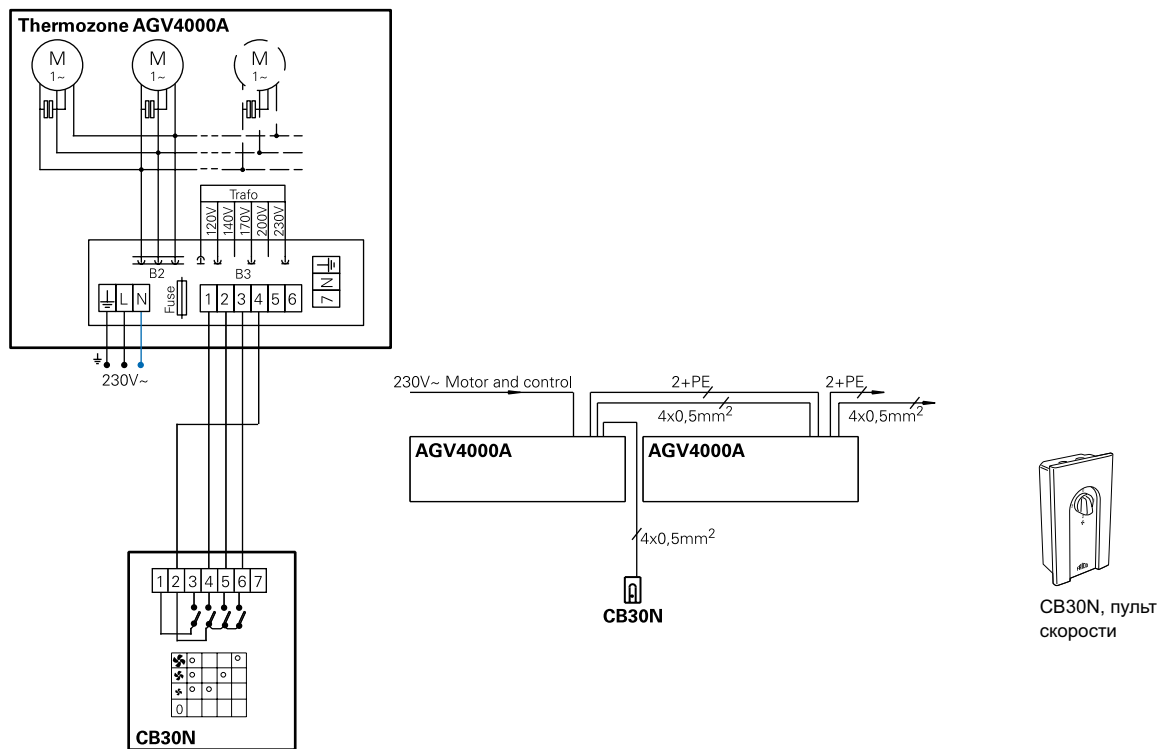 Thermozone AGV4000A
M
1~
M
1~
M
1~
Trafo
120V
140V
170V
200V
230V
B2
B3
Fuse
L N
1 2 3 4 5 6
N
7
230V~
1 2 3 4 5 6 7
0
CB30N
230V~ Motor and control
2+PE
2+PE
4x0,5mm²
4x0,5mm²
AGV4000A
AGV4000A
4x0,5mm²
CB30N
CB30N, пульт
скорости